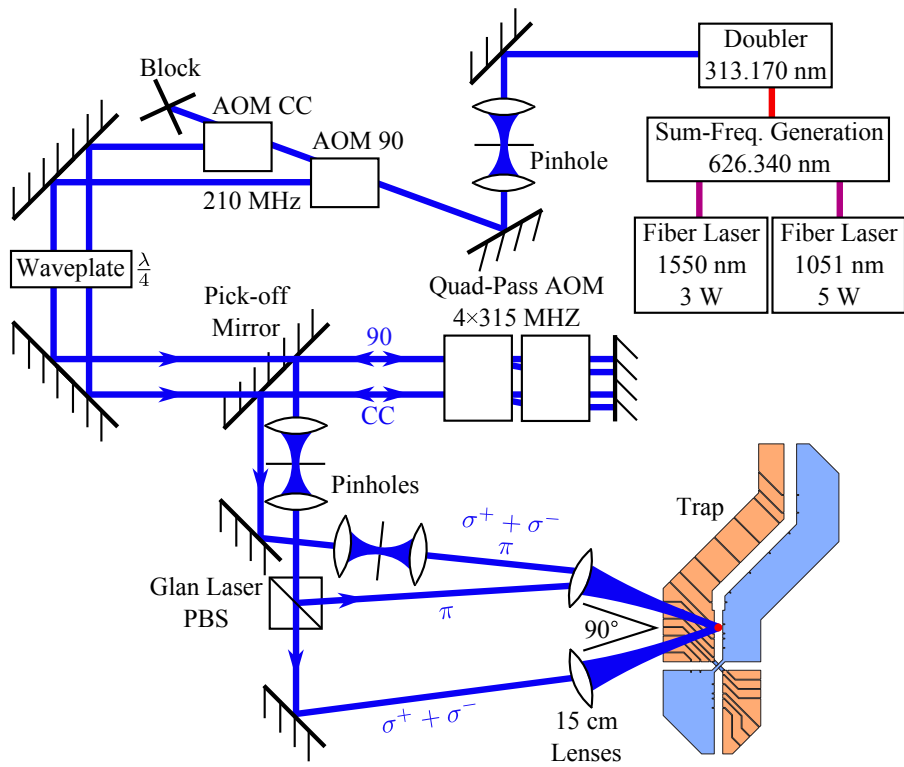 Doubler
313.170 nm
Sum-Freq. Generation
626.340 nm
Fiber Laser
1550 nm
3 W
Fiber Laser
1051 nm
5 W
Block
AOM CC
AOM 90
210 MHz
Pinhole
Waveplate λ/4
Pick-off
Mirror
Quad-Pass AOM
4×315 MHZ
90
CC
Pinholes
Trap
σ⁺ + σ⁻
π
Glan Laser
PBS
π
90°
σ⁺ + σ⁻
15 cm
Lenses